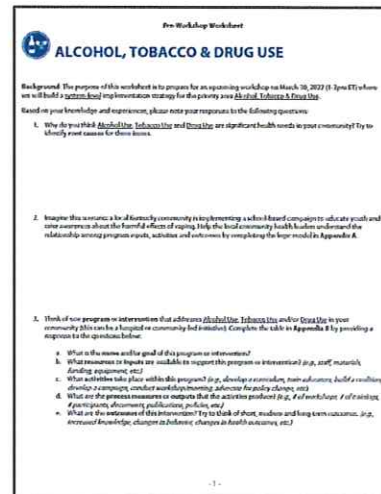 Pre-Workshop Worksheet
ALCOHOL, TOBACCO & DRUG USE
Background The purpose of this worksheet is to prepare for an upcoming workshop on March 30, 2022 (1-3pm ET) where
we will build a system-level implementation strategy for the priority area Alcohol, Tobacco & Drug Use.
Based on your knowledge and experiences, please note your responses to the following questions:
1. Why do you think Alcohol Use, Tobacco Use and Drug Use are significant health needs in your community? Try to
identify root causes for these issues.
2. Imagine this scenario: a local Kentucky community is implementing a school-based campaign to educate youth and
raise awareness about the harmful effects of vaping. Help the local community health leaders understand the
relationship among program inputs, activities and outcomes by completing the logic model in Appendix A.
3. Think of one program or intervention that addresses Alcohol Use, Tobacco Use and/or Drug Use in your
community (this can be a hospital or community-led initiative). Complete the table in Appendix B by providing a
response to the questions below:
a. What is the name and/or goal of this program or intervention?
b. What resources or inputs are available to support this program or intervention? (e.g., staff, materials,
funding, equipment, etc.)
c. What activities take place within this program? (e.g., develop a curriculum, train educators, build a coalition,
develop a campaign, conduct workshops/meeting, advocate for policy change, etc.)
d. What are the process measures or outputs that the activities produce? (e.g., # of workshops, # of trainings,
# participants, documents, publications, policies, etc.)
e. What are the outcomes of this intervention? Try to think of short, medium and long-term outcomes. (e.g.,
increased knowledge, changes in behavior, changes in health outcomes, etc.)
- 1 -